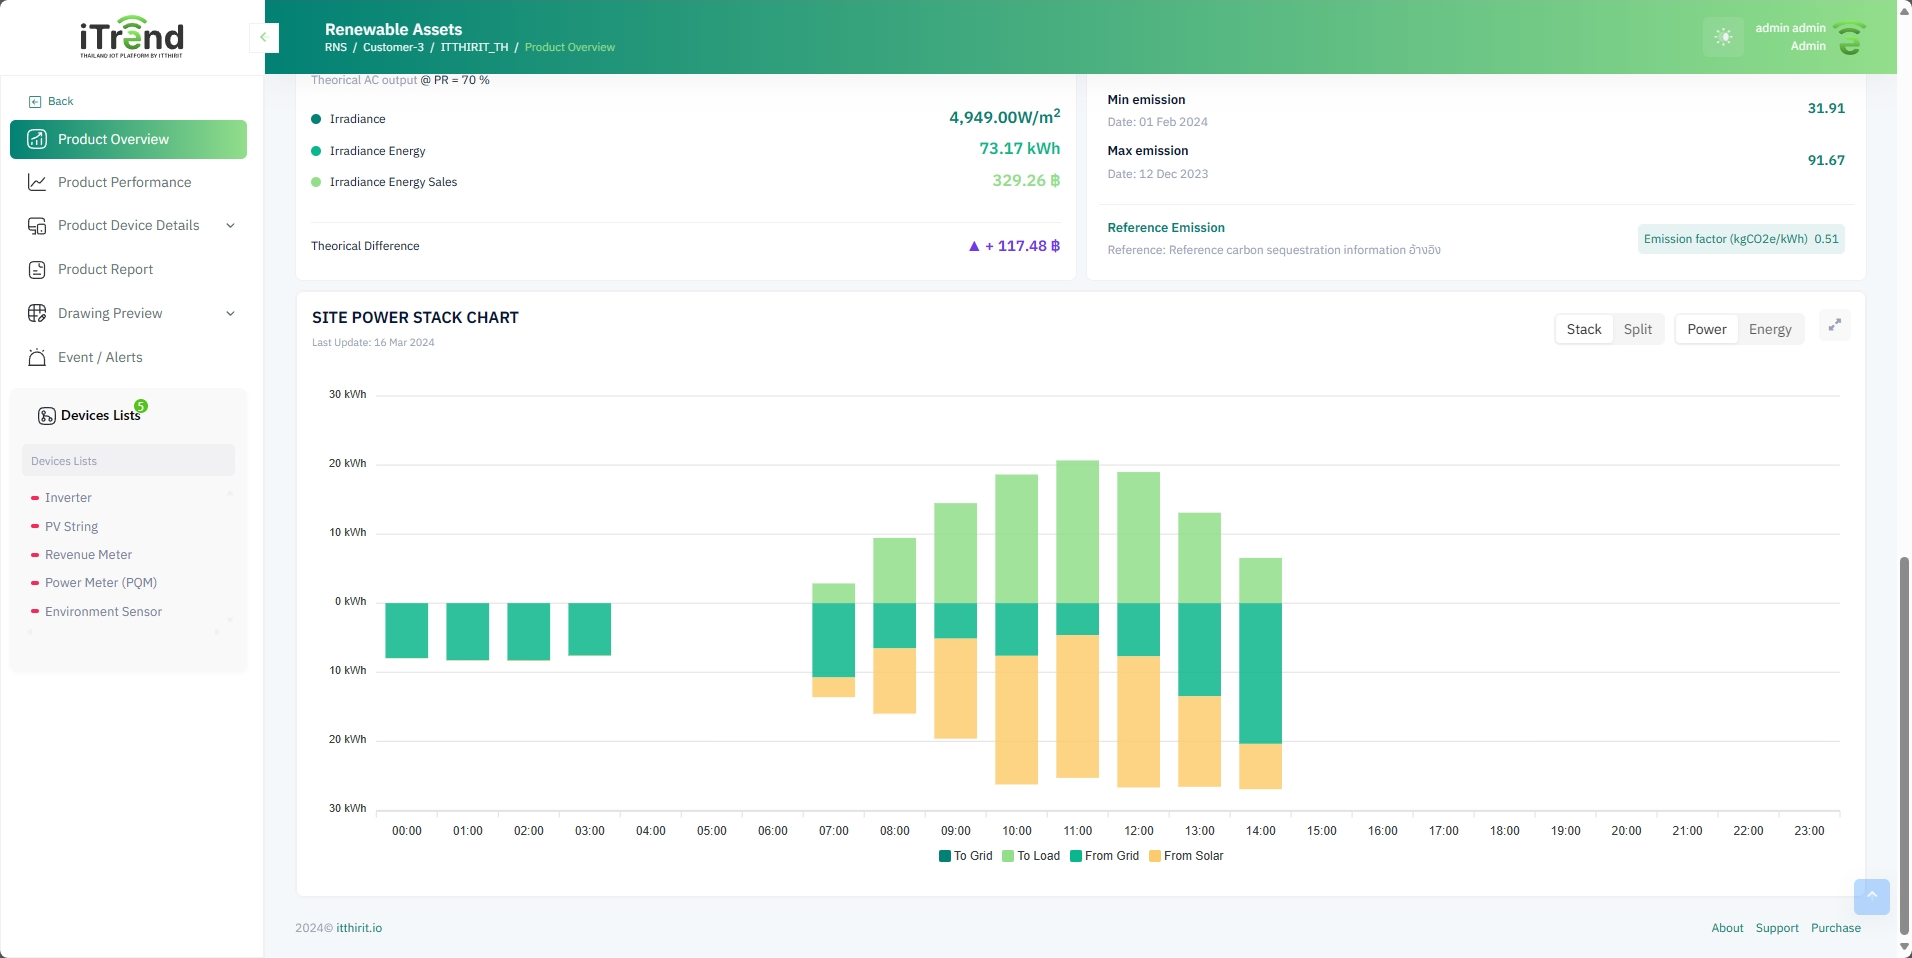 iTrend
THAILAND IOT PLATFORM BY ITTHIRIT
Renewable Assets
RNS / Customer-3 / ITTHIRIT_TH / Product Overview
admin admin
Admin
Back
Product Overview
Product Performance
Product Device Details
Product Report
Drawing Preview
Event / Alerts
Devices Lists 5
Devices Lists
Inverter
PV String
Revenue Meter
Power Meter (PQM)
Environment Sensor
Theorical AC output @ PR = 70 %
Irradiance 4,949.00W/m²
Irradiance Energy 73.17 kWh
Irradiance Energy Sales 329.26 ฿
Theorical Difference ▲ + 117.48 ฿
Min emission 31.91
Date: 01 Feb 2024
Max emission 91.67
Date: 12 Dec 2023
Reference Emission
Reference: Reference carbon sequestration information อ้างอิง
Emission factor (kgCO2e/kWh) 0.51
SITE POWER STACK CHART
Last Update: 16 Mar 2024
Stack Split Power Energy
30 kWh
20 kWh
10 kWh
0 kWh
10 kWh
20 kWh
30 kWh
00:00 01:00 02:00 03:00 04:00 05:00 06:00 07:00 08:00 09:00 10:00 11:00 12:00 13:00 14:00 15:00 16:00 17:00 18:00 19:00 20:00 21:00 22:00 23:00
To Grid To Load From Grid From Solar
2024© itthirit.io
About Support Purchase